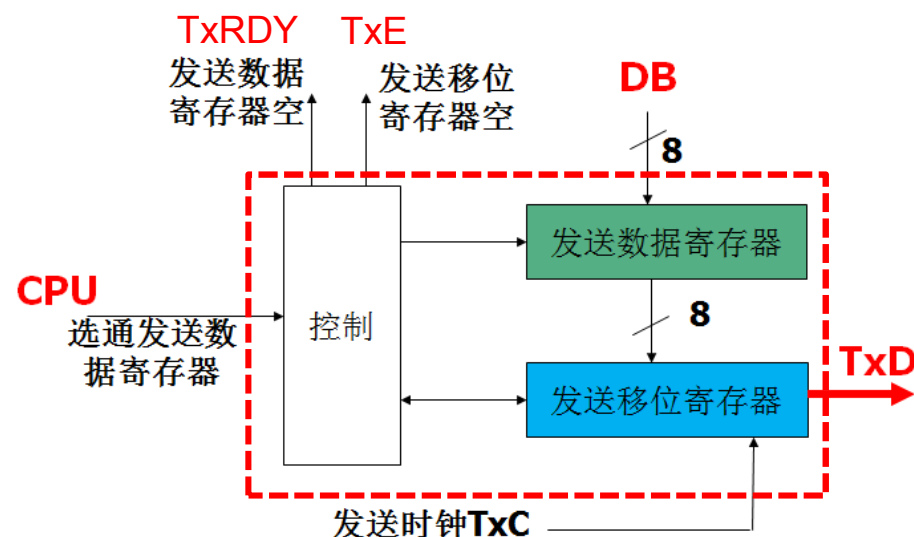 TxRDY
TxE
发送数据
寄存器空
发送移位
寄存器空
DB
8
发送数据寄存器
CPU
选通发送数
据寄存器
控制
8
TxD
发送移位寄存器
发送时钟TxC